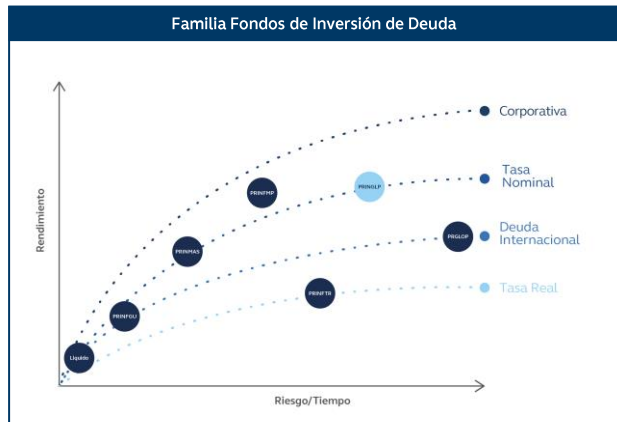 Familia Fondos de Inversión de Deuda
Corporativa
PRINFMP
PRINGLP
Tasa
Nominal
Rendimiento
PRINMAS
PRGLOP
Deuda
Internacional
PRINFGU
PRINFTR
Tasa Real
Líquido
Riesgo/Tiempo